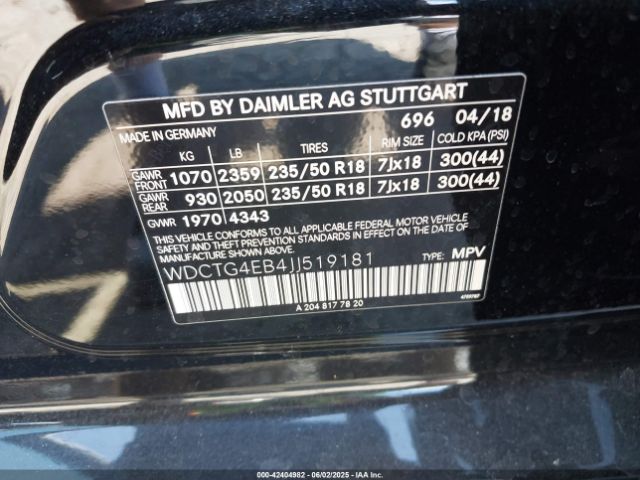 MFD BY DAIMLER AG STUTTGART
MADE IN GERMANY 696 04/18
KG LB TIRES RIM SIZE COLD KPA(PSI)
GAWR FRONT 1070 2359 235/50 R18 7Jx18 300(44)
GAWR REAR 930 2050 235/50 R18 7Jx18 300(44)
GVWR 1970 4343
THIS VEHICLE CONFORMS TO ALL APPLICABLE FEDERAL MOTOR VEHICLE
SAFETY AND THEFT PREVENTION STANDARDS IN EFFECT ON THE DATE OF
MANUFACTURE SHOWN ABOVE.
WDCTG4EB4JJ519181 TYPE: MPV
A 204 817 78 20
000-42404982 - 06/02/2025 - IAAI.COM